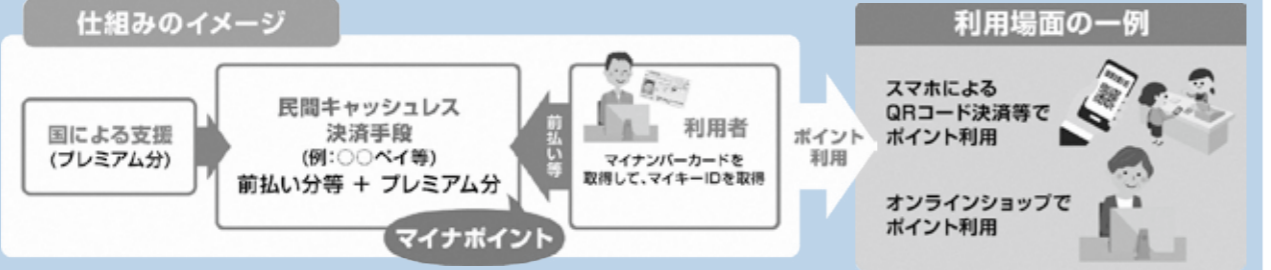 仕組みのイメージ
国による支援
(プレミアム分)
民間キャッシュレス
決済手段
(例:○○ペイ等)
前払い分等 + プレミアム分
マイナポイント
前払い等
利用者
マイナンバーカードを
取得して、マイキーIDを取得
ポイント
利用
利用場面の一例
スマホによる
QRコード決済等で
ポイント利用
オンラインショップで
ポイント利用